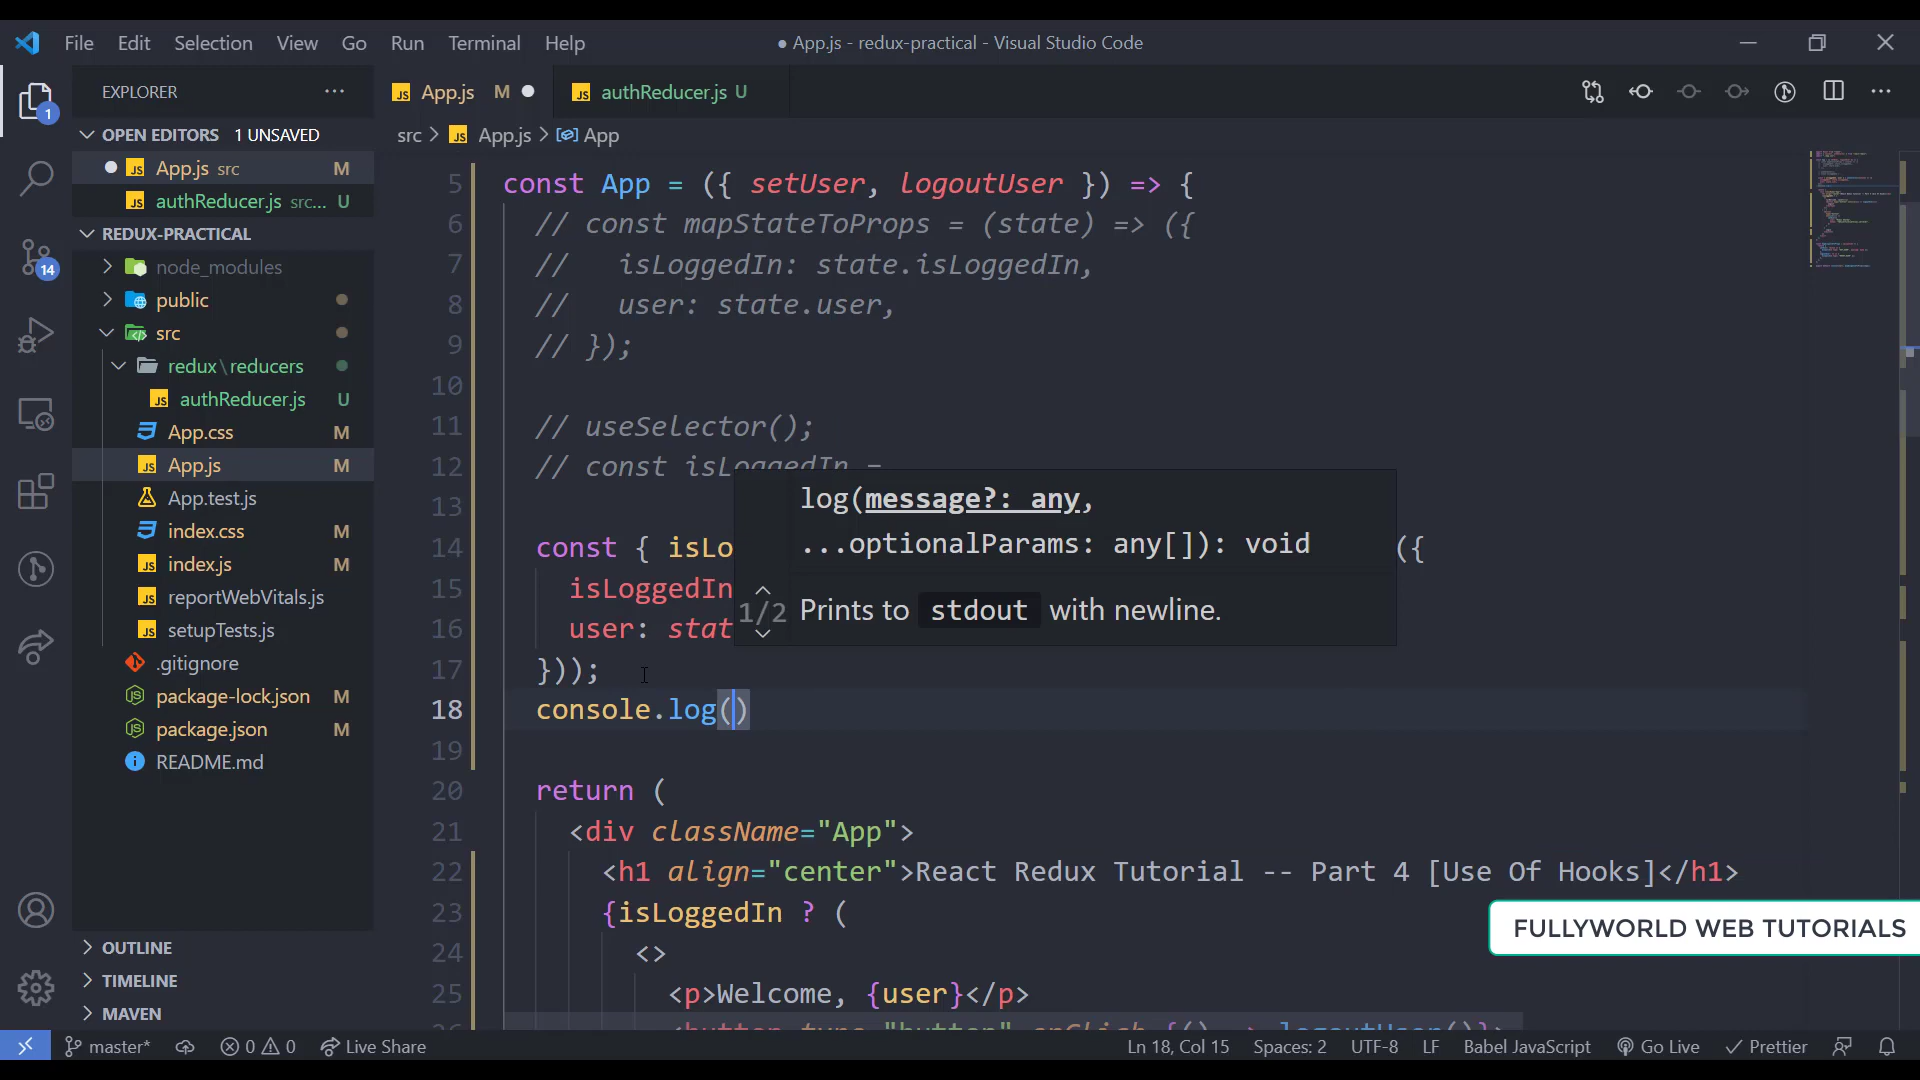 File Edit Selection View Go Run Terminal Help
● App.js - redux-practical - Visual Studio Code
EXPLORER ···
App.js M ●
authReducer.js U
OPEN EDITORS 1 UNSAVED
src > App.js > App
● App.js src M
authReducer.js src... U
REDUX-PRACTICAL
node_modules
public
src
redux\reducers
authReducer.js U
App.css M
App.js M
App.test.js
index.css M
index.js M
reportWebVitals.js
setupTests.js
.gitignore
package-lock.json M
package.json M
README.md
OUTLINE
TIMELINE
MAVEN
1
14
5 const App = ({ setUser, logoutUser }) => {
6 // const mapStateToProps = (state) => ({
7 //   isLoggedIn: state.isLoggedIn,
8 //   user: state.user,
9 // });
10
11 // useSelector();
12 // const isLoggedIn =
13
14 const { isLo ({
15 isLoggedIn
16 user: stat
17 }));
18 console.log()
19
20 return (
21 <div className="App">
22 <h1 align="center">React Redux Tutorial -- Part 4 [Use Of Hooks]</h1>
23 {isLoggedIn ? (
24 <>
25 <p>Welcome, {user}</p>
<button type="button" onClick={() => logoutUser()}>
log(message?: any,
...optionalParams: any[]): void
1/2 Prints to stdout with newline.
FULLYWORLD WEB TUTORIALS
master* 0 0 Live Share
Ln 18, Col 15 Spaces: 2 UTF-8 LF Babel JavaScript Go Live Prettier